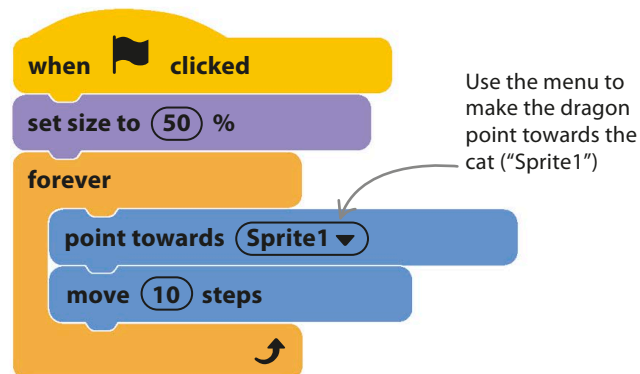 when clicked
set size to 50 %
forever
point towards Sprite1
move 10 steps
Use the menu to
make the dragon
point towards the
cat (“Sprite1”)